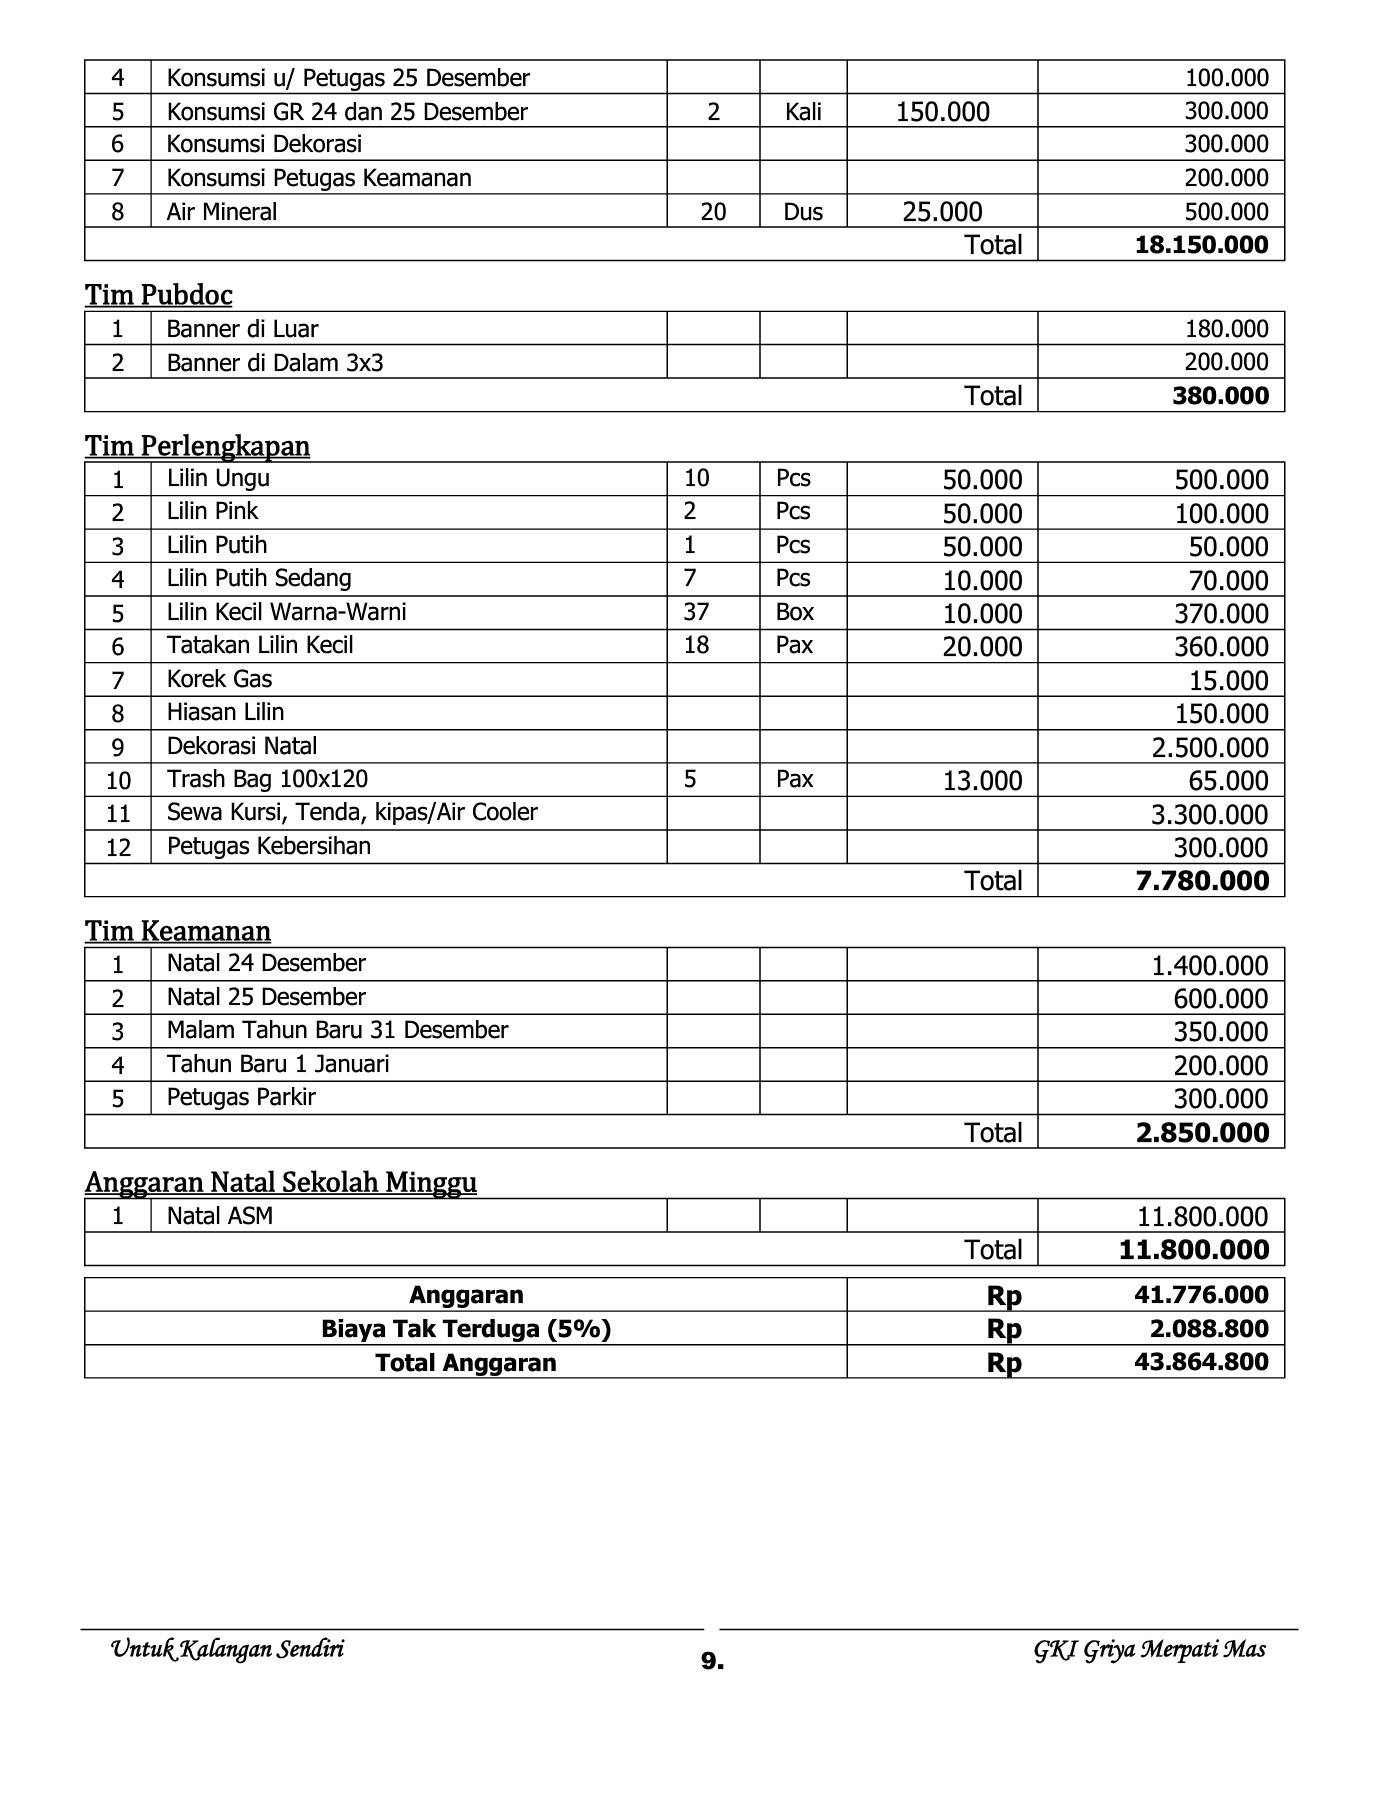 4 Konsumsi u/ Petugas 25 Desember 100.000
5 Konsumsi GR 24 dan 25 Desember 2 Kali 150.000 300.000
6 Konsumsi Dekorasi 300.000
7 Konsumsi Petugas Keamanan 200.000
8 Air Mineral 20 Dus 25.000 500.000
Total 18.150.000
Tim Pubdoc
1 Banner di Luar 180.000
2 Banner di Dalam 3x3 200.000
Total 380.000
Tim Perlengkapan
1 Lilin Ungu 10 Pcs 50.000 500.000
2 Lilin Pink 2 Pcs 50.000 100.000
3 Lilin Putih 1 Pcs 50.000 50.000
4 Lilin Putih Sedang 7 Pcs 10.000 70.000
5 Lilin Kecil Warna-Warni 37 Box 10.000 370.000
6 Tatakan Lilin Kecil 18 Pax 20.000 360.000
7 Korek Gas 15.000
8 Hiasan Lilin 150.000
9 Dekorasi Natal 2.500.000
10 Trash Bag 100x120 5 Pax 13.000 65.000
11 Sewa Kursi, Tenda, kipas/Air Cooler 3.300.000
12 Petugas Kebersihan 300.000
Total 7.780.000
Tim Keamanan
1 Natal 24 Desember 1.400.000
2 Natal 25 Desember 600.000
3 Malam Tahun Baru 31 Desember 350.000
4 Tahun Baru 1 Januari 200.000
5 Petugas Parkir 300.000
Total 2.850.000
Anggaran Natal Sekolah Minggu
1 Natal ASM 11.800.000
Total 11.800.000
Anggaran Rp 41.776.000
Biaya Tak Terduga (5%) Rp 2.088.800
Total Anggaran Rp 43.864.800
Untuk Kalangan Sendiri 9. GKI Griya Merpati Mas